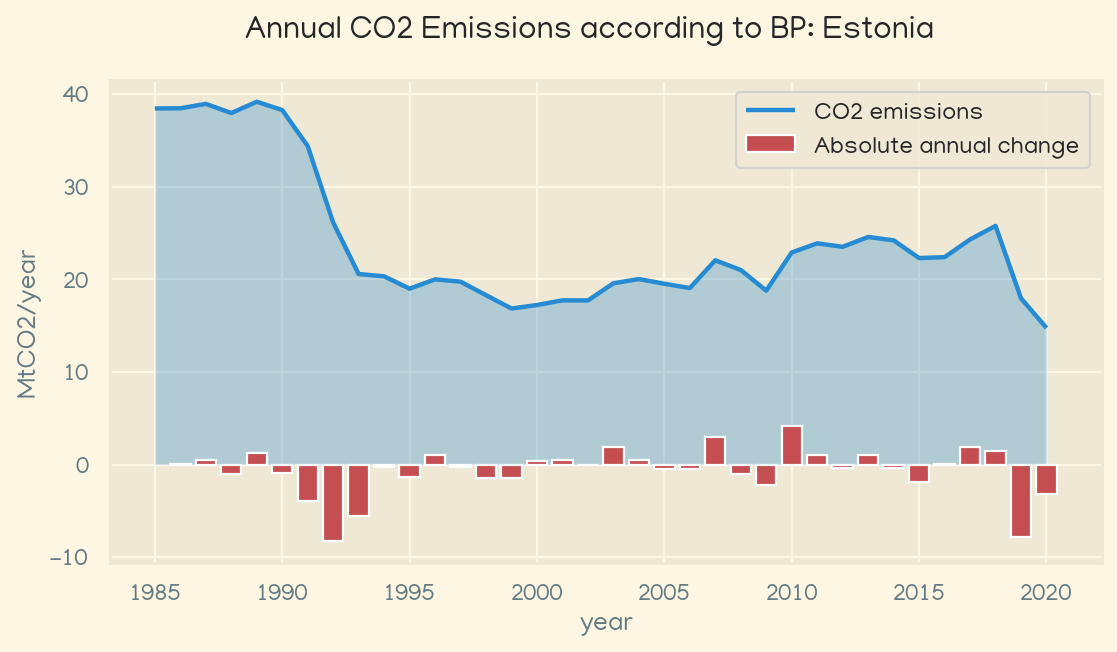 Annual CO2 Emissions according to BP: Estonia
CO2 emissions
Absolute annual change
MtCO2/year
40
30
20
10
0
−10
1985 1990 1995 2000 2005 2010 2015 2020
year